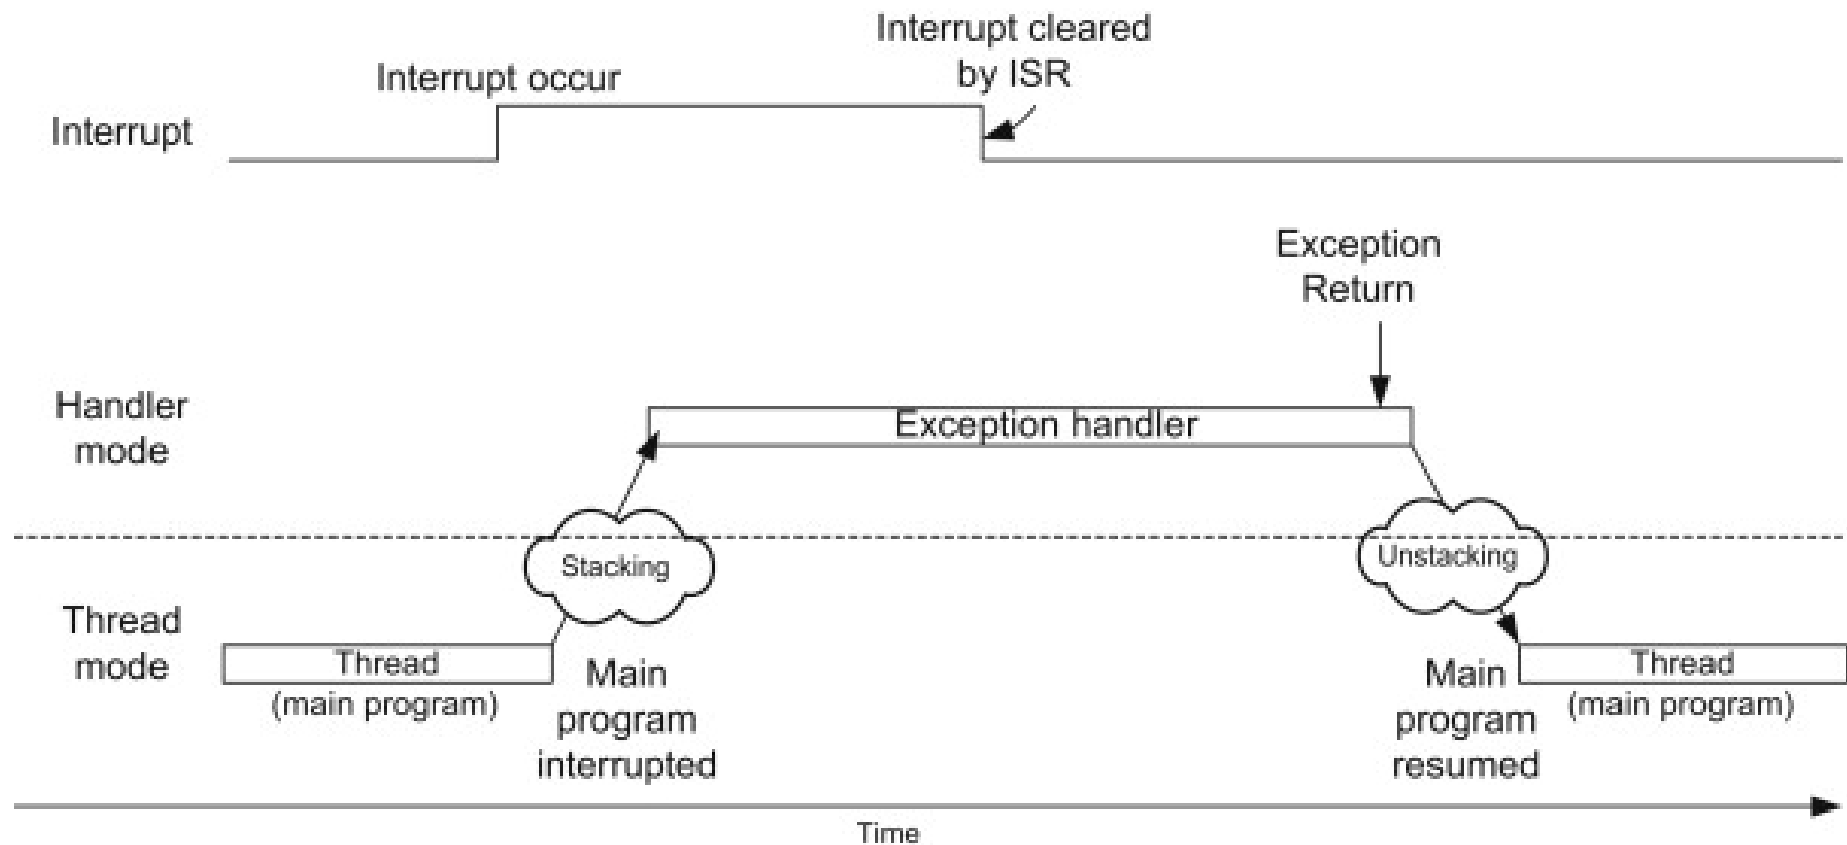 Interrupt cleared
by ISR
Interrupt occur
Interrupt
Exception
Return
Handler
mode
Exception handler
Stacking
Unstacking
Thread
mode
Thread
(main program)
Main
program
interrupted
Main
program
resumed
Thread
(main program)
Time